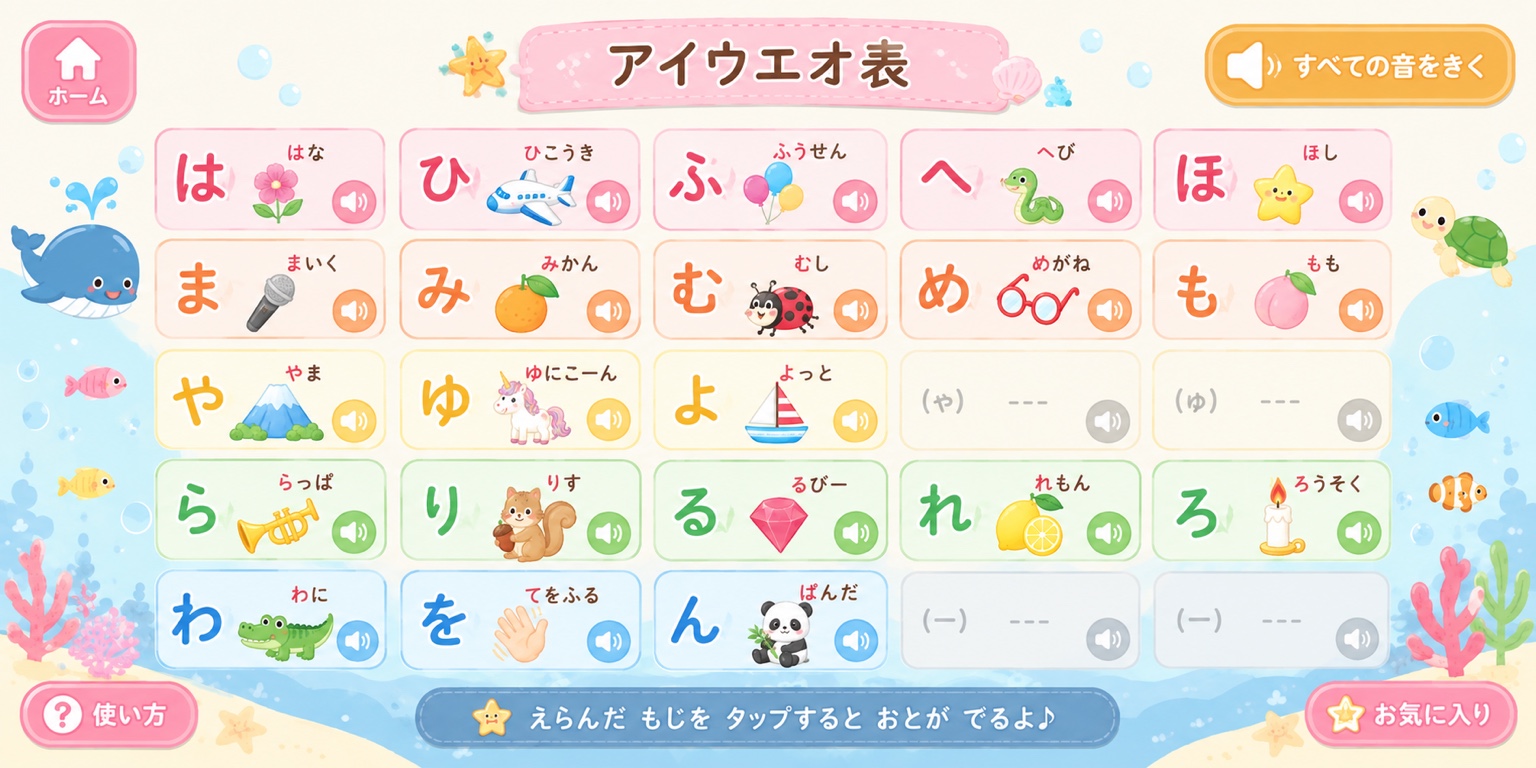 ホーム
アイウエオ表
すべての音をきく
は はな
ひ ひこうき
ふ ふうせん
へ へび
ほ ほし
ま まいく
み みかん
む むし
め めがね
も もも
や やま
ゆ ゆにこーん
よ よっと
(や) ---
(ゅ) ---
ら らっぱ
り りす
る るびー
れ れもん
ろ ろうそく
わ わに
を てをふる
ん ぱんだ
(ー) ---
(ー) ---
? 使い方
えらんだ もじを タップすると おとが でるよ♪
お気に入り